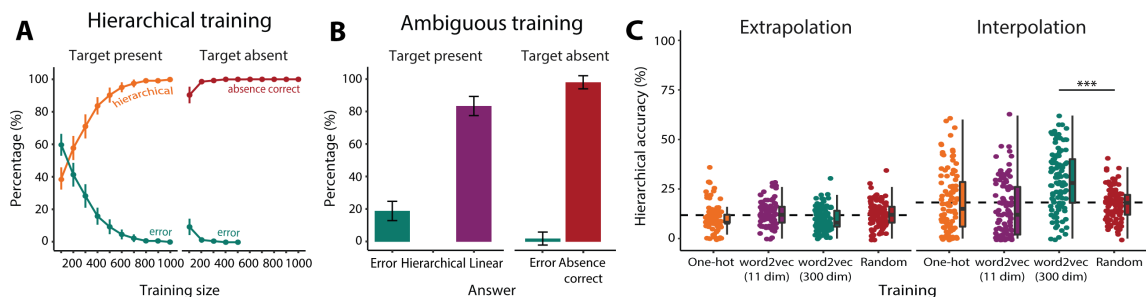 A
Hierarchical training
Target present
Target absent
Percentage (%)
100
80
60
40
20
0
hierarchical
error
absence correct
error
200 400 600 800 1000
200 400 600 800 1000
Training size
B
Ambiguous training
Target present
Target absent
Percentage (%)
100
80
60
40
20
0
Error Hierarchical Linear
Error Absence
correct
Answer
C
Extrapolation
Interpolation
Hierarchical accuracy (%)
100
75
50
25
0
***
One-hot word2vec word2vec Random
(11 dim) (300 dim)
One-hot word2vec word2vec Random
(11 dim) (300 dim)
Training